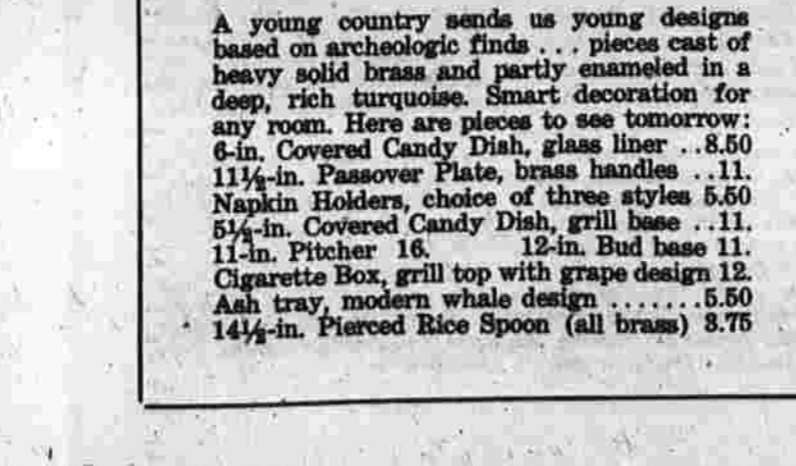 A young country sends us young designs
based on archeologic finds . . . pieces cast of
heavy solid brass and partly enameled in a
deep, rich turquoise. Smart decoration for
any room. Here are pieces to see tomorrow:
6-in. Covered Candy Dish, glass liner . . 8.50
11½-in. Passover Plate, brass handles . . 11.
Napkin Holders, choice of three styles 5.50
5½-in. Covered Candy Dish, grill base . . 11.
11-in. Pitcher 16. 12-in. Bud base 11.
Cigarette Box, grill top with grape design 12.
Ash tray, modern whale design . . . . . . . 5.50
14½-in. Pierced Rice Spoon (all brass) 3.75